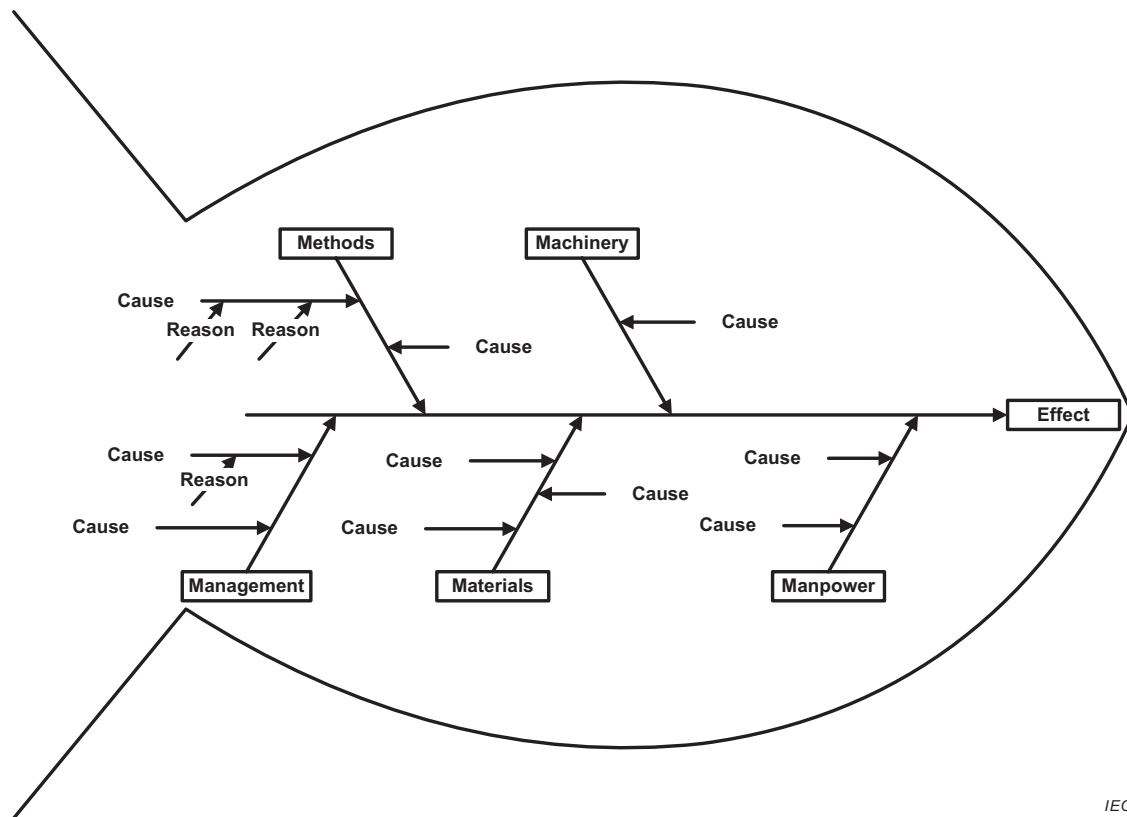 Methods
Machinery
Cause
Reason
Reason
Cause
Cause
Effect
Cause
Reason
Cause
Cause
Cause
Cause
Cause
Cause
Management
Materials
Manpower
IEC